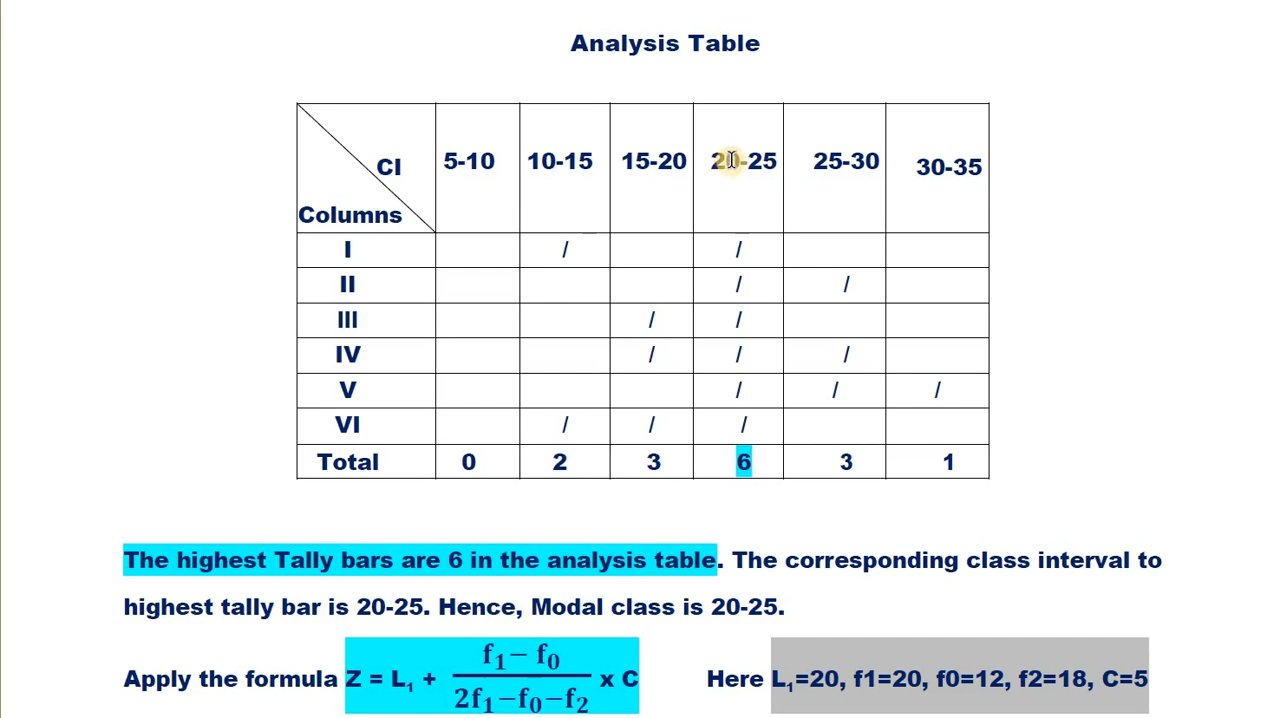 Analysis Table
CI 5-10 10-15 15-20 20-25 25-30 30-35
Columns
I / /
II / /
III / /
IV / / /
V / / /
VI / / /
Total 0 2 3 6 3 1
The highest Tally bars are 6 in the analysis table. The corresponding class interval to
highest tally bar is 20-25. Hence, Modal class is 20-25.
Apply the formula Z = L₁ + (f₁− f₀)/(2f₁−f₀−f₂) x C Here L₁=20, f1=20, f0=12, f2=18, C=5